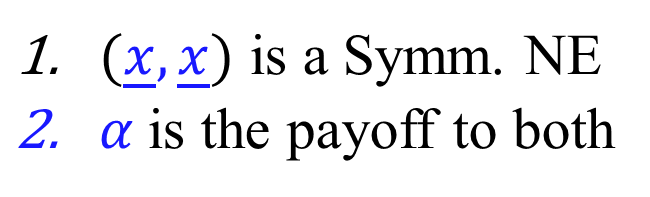 1. (x, x) is a Symm. NE
2. α is the payoff to both